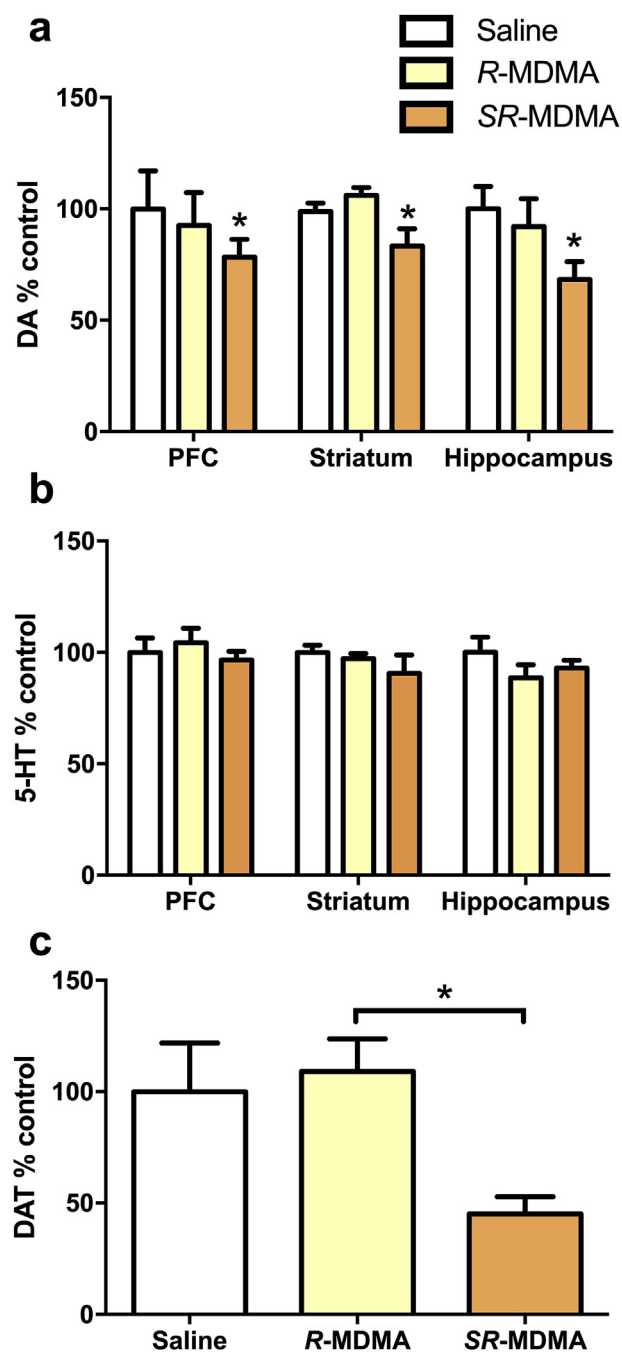 a
Saline
R-MDMA
SR-MDMA
DA % control
150
100
50
0
*
*
*
PFC Striatum Hippocampus
b
5-HT % control
150
100
50
0
PFC Striatum Hippocampus
c
DAT % control
150
100
50
0
*
Saline R-MDMA SR-MDMA